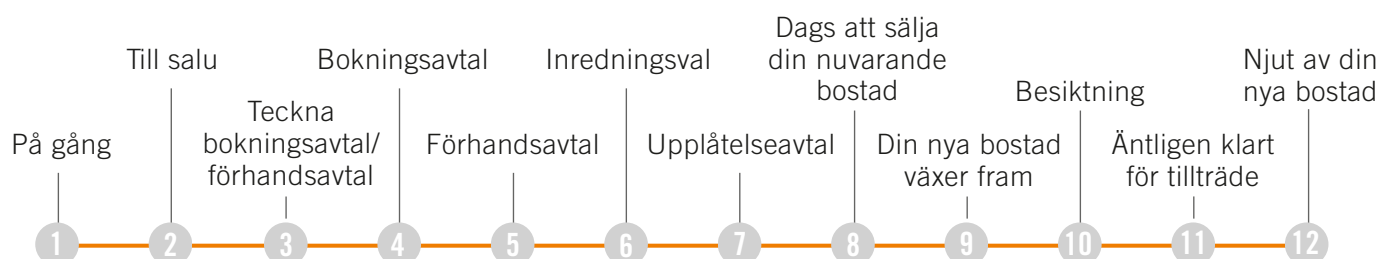 På gång
Till salu
Teckna
bokningsavtal/
förhandsavtal
Bokningsavtal
Förhandsavtal
Inredningsval
Upplåtelseavtal
Dags att sälja
din nuvarande
bostad
Din nya bostad
växer fram
Besiktning
Äntligen klart
för tillträde
Njut av din
nya bostad
1 2 3 4 5 6 7 8 9 10 11 12